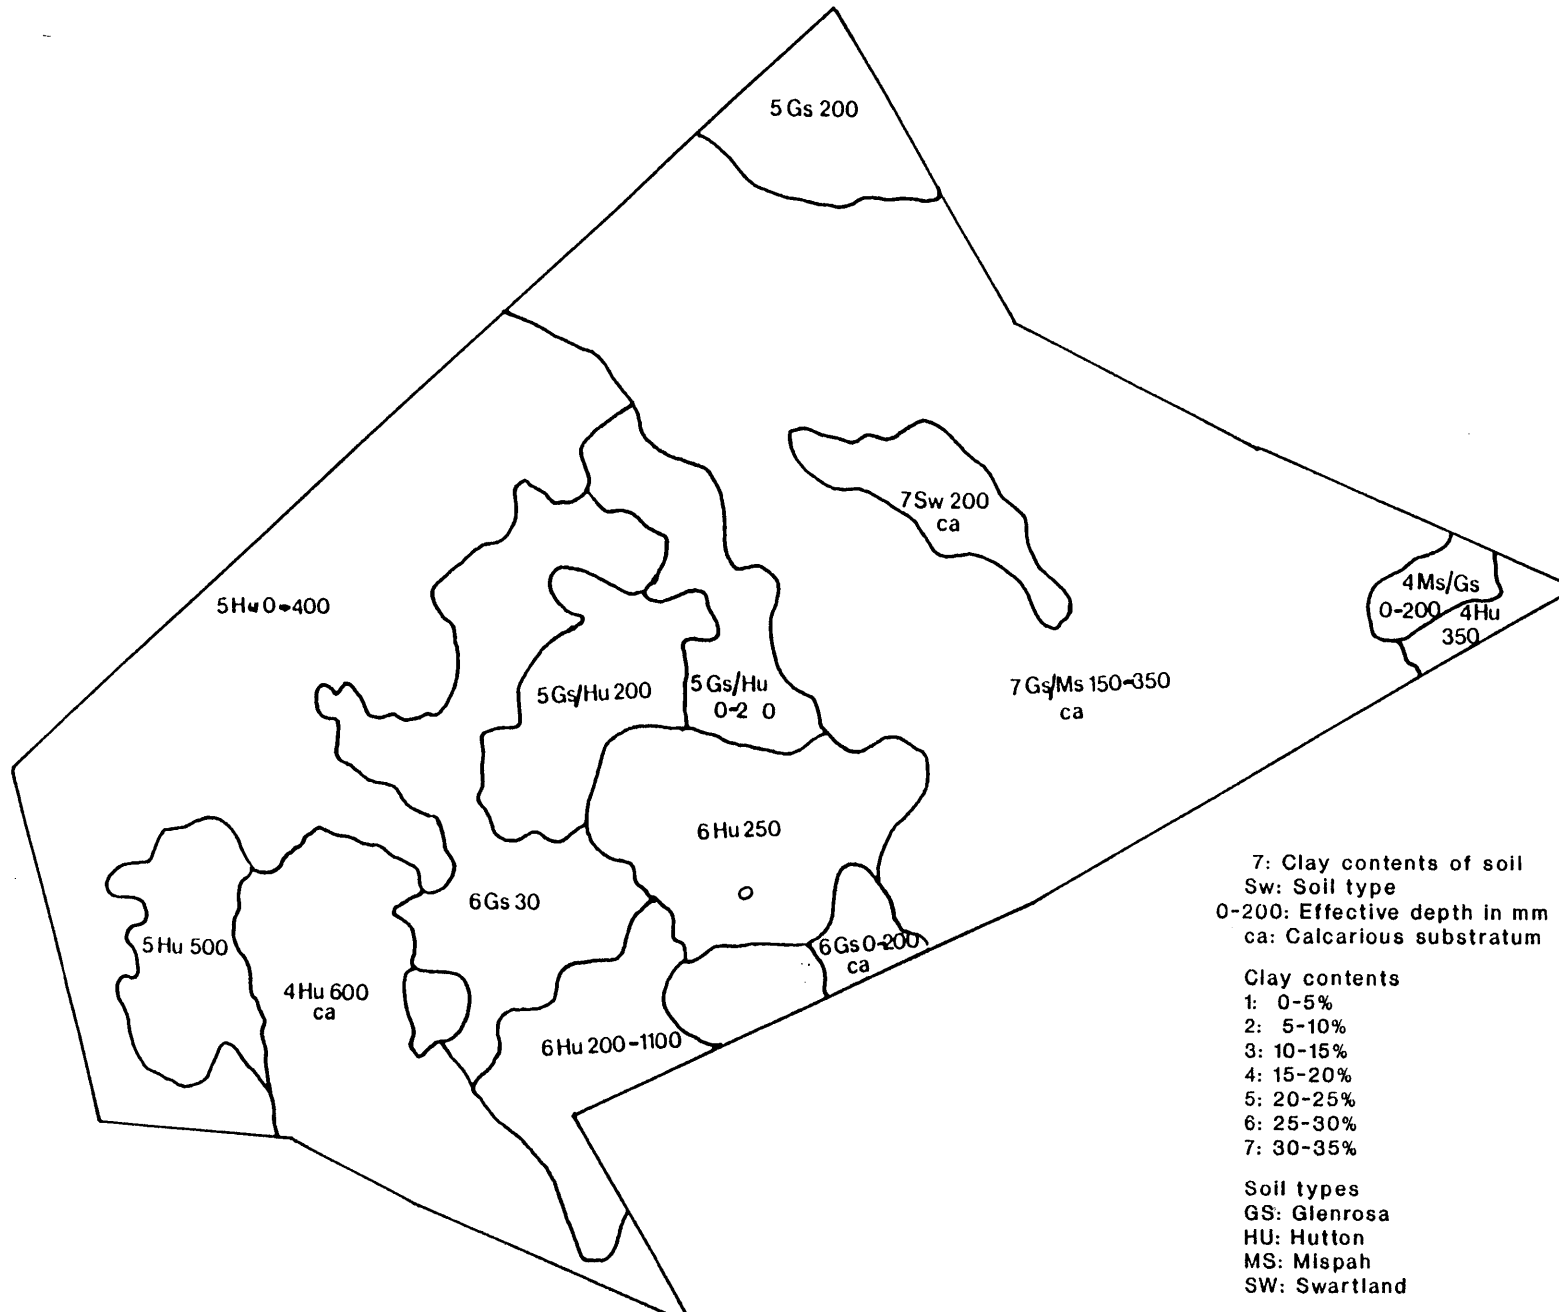 5 Gs 200
7 Sw 200
ca
4 Ms/Gs
0-200 4Hu
350
5Hu 0-400
5 Gs/Hu 200
5 Gs/Hu
0-2 0
7 Gs/Ms 150-350
ca
6 Hu 250
6 Gs 30
5 Hu 500
4 Hu 600
ca
6 Gs 0-200
ca
6 Hu 200-1100
7: Clay contents of soil
Sw: Soil type
0-200: Effective depth in mm
ca: Calcarious substratum
Clay contents
1: 0-5%
2: 5-10%
3: 10-15%
4: 15-20%
5: 20-25%
6: 25-30%
7: 30-35%
Soil types
GS: Glenrosa
HU: Hutton
MS: Mispah
SW: Swartland